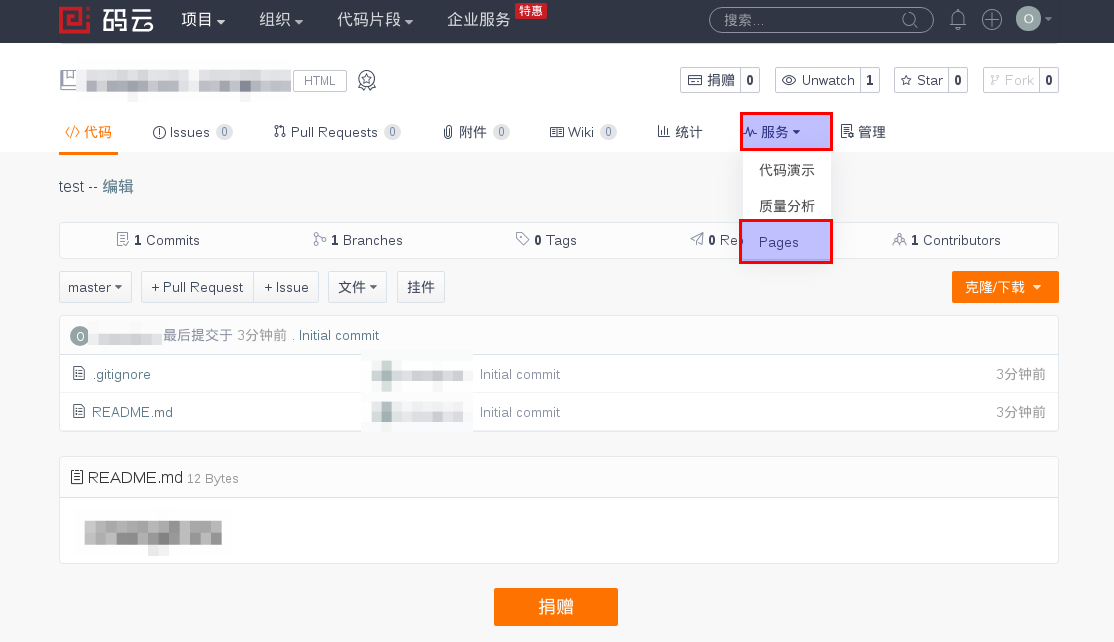 码云 项目 组织 代码片段 企业服务 特惠 搜索... O
HTML 捐赠 0 Unwatch 1 Star 0 Fork 0
</> 代码 Issues 0 Pull Requests 0 附件 0 Wiki 0 统计 服务 管理
代码演示
质量分析
Pages
test -- 编辑
1 Commits 1 Branches 0 Tags 0 Re 1 Contributors
master + Pull Request + Issue 文件 挂件 克隆/下载
O 最后提交于 3分钟前 . Initial commit
.gitignore Initial commit 3分钟前
README.md Initial commit 3分钟前
README.md 12 Bytes
捐赠